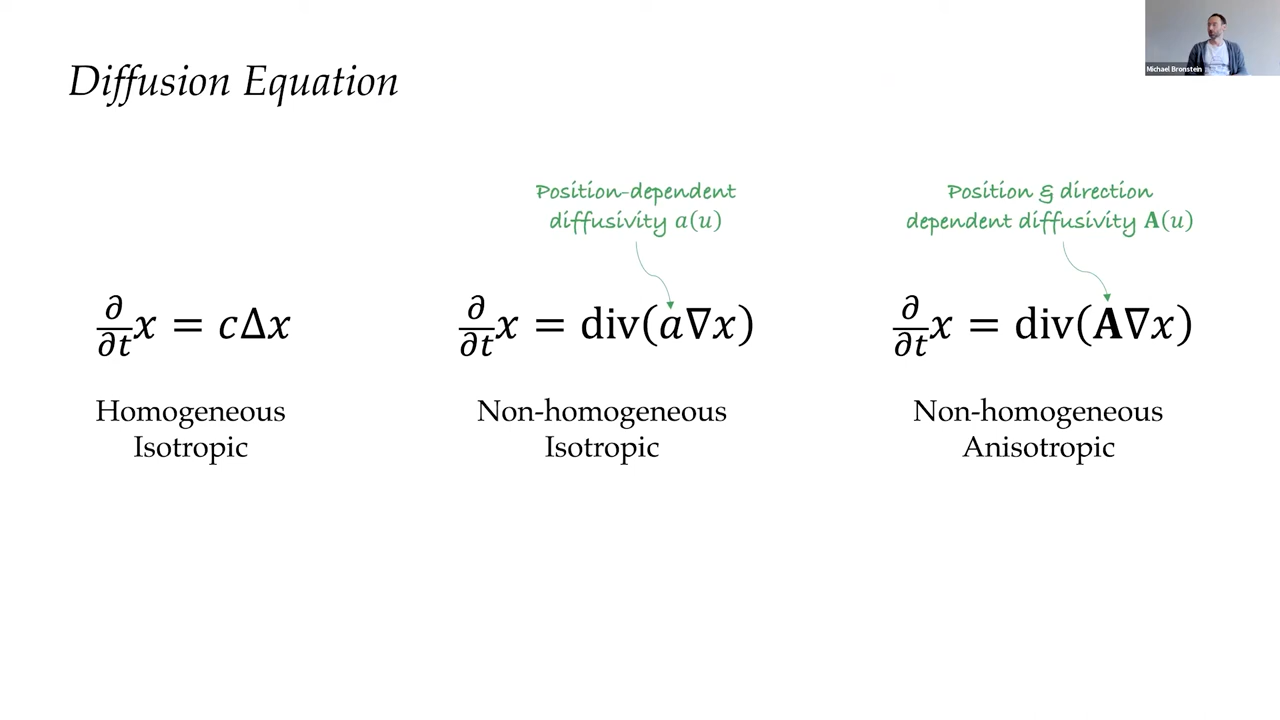 Diffusion Equation
Michael Bronstein
Position-dependent
diffusivity a(u)
Position & direction
dependent diffusivity A(u)
∂/∂t x = cΔx
∂/∂t x = div(a∇x)
∂/∂t x = div(A∇x)
Homogeneous
Isotropic
Non-homogeneous
Isotropic
Non-homogeneous
Anisotropic